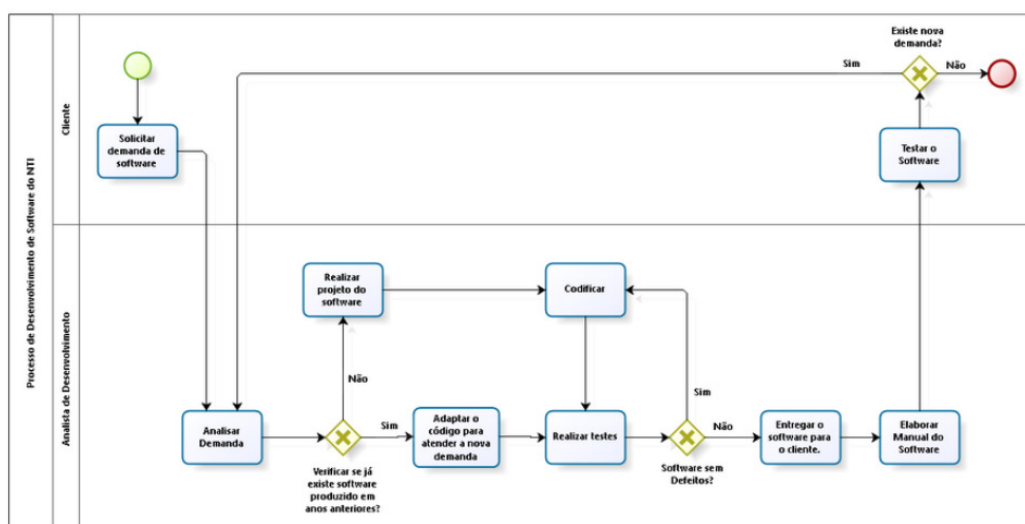 Processo de Desenvolvimento de Software do NTI
Cliente
Existe nova
demanda?
Sim
Não
Solicitar
demanda de
software
Testar o
Software
Analista de Desenvolvimento
Realizar
projeto do
software
Codificar
Não
Sim
Analisar
Demanda
Sim
Adaptar o
código para
atender a nova
demanda
Realizar testes
Não
Entregar o
software para
o cliente.
Elaborar
Manual do
Software
Verificar se já
existe software
produzido em
anos anteriores?
Software sem
Defeitos?